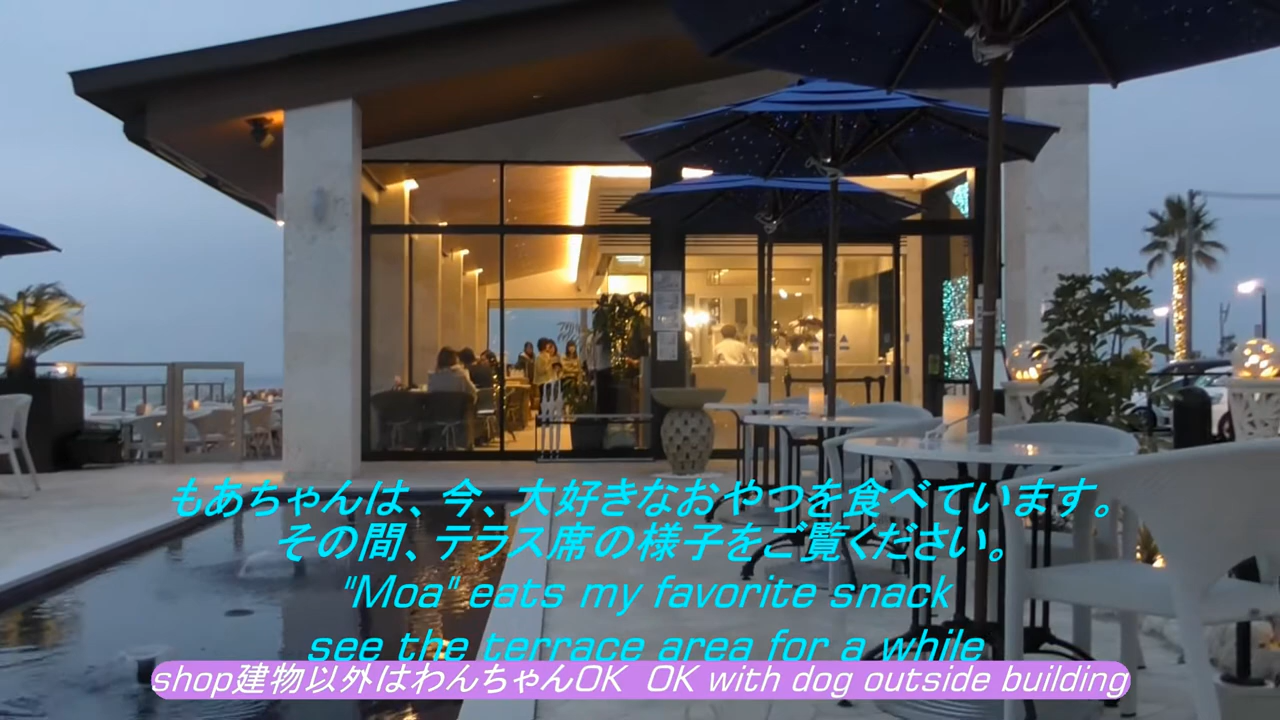 もあちゃんは、今、大好きなおやつを食べています。
その間、テラス席の様子をご覧ください。
"Moa" eats my favorite snack
see the terrace area for a while
shop建物以外はわんちゃんOK OK with dog outside building